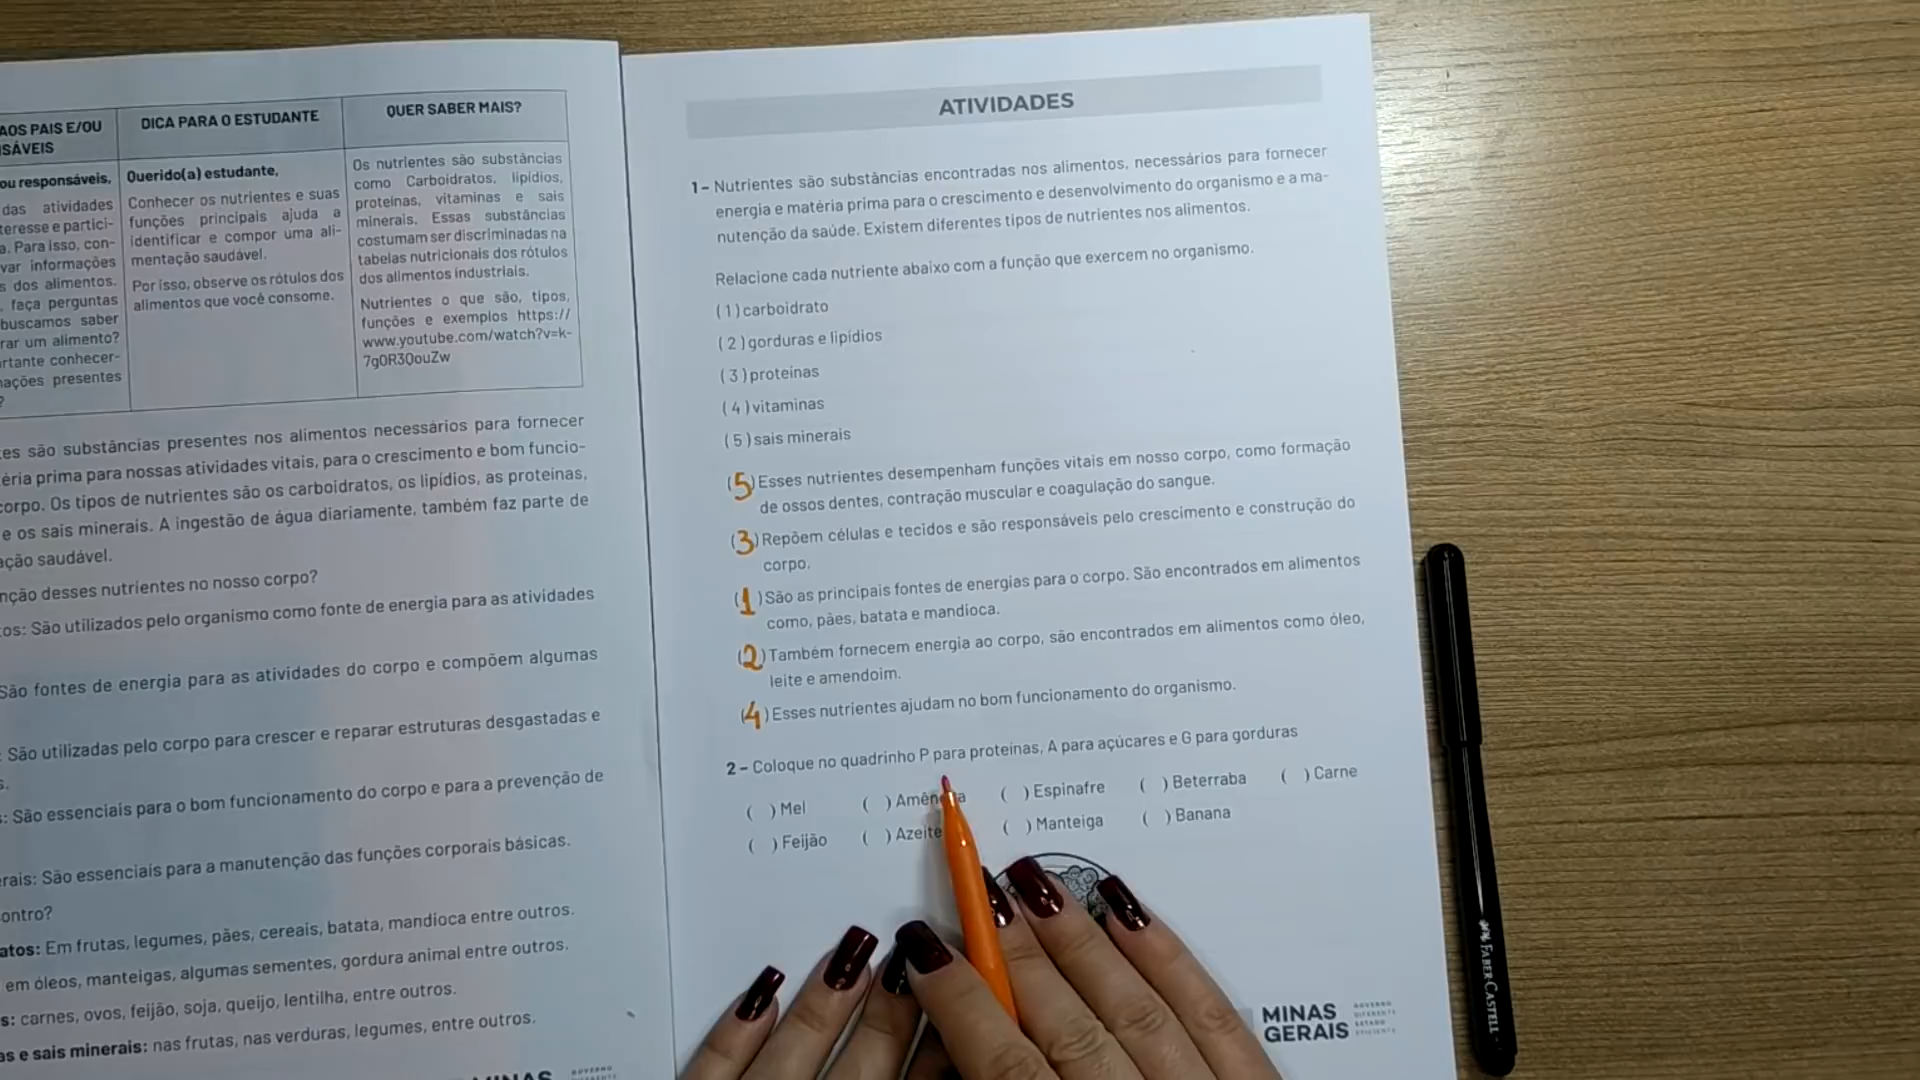 AOS PAIS E/OU
SÁVEIS
DICA PARA O ESTUDANTE
QUER SABER MAIS?
ou responsáveis,
das atividades
teresse e partici-
a. Para isso, con-
var informações
s dos alimentos.
, faça perguntas
buscamos saber
rar um alimento?
rtante conhecer-
mações presentes
?
Querido(a) estudante,
Conhecer os nutrientes e suas
funções principais ajuda a
identificar e compor uma ali-
mentação saudável.
Por isso, observe os rótulos dos
alimentos que você consome.
Os nutrientes são substâncias
como Carboidratos, lipídios,
proteínas, vitaminas e sais
minerais. Essas substâncias
costumam ser discriminadas na
tabelas nutricionais dos rótulos
dos alimentos industriais.
Nutrientes o que são, tipos,
funções e exemplos https://
www.youtube.com/watch?v=k-
7g0R3QouZw
es são substâncias presentes nos alimentos necessários para fornecer
éria prima para nossas atividades vitais, para o crescimento e bom funcio-
corpo. Os tipos de nutrientes são os carboidratos, os lipídios, as proteínas,
e os sais minerais. A ingestão de água diariamente, também faz parte de
ação saudável.
nção desses nutrientes no nosso corpo?
os: São utilizados pelo organismo como fonte de energia para as atividades
São fontes de energia para as atividades do corpo e compõem algumas
: São utilizadas pelo corpo para crescer e reparar estruturas desgastadas e
s.
: São essenciais para o bom funcionamento do corpo e para a prevenção de
rais: São essenciais para a manutenção das funções corporais básicas.
ontro?
atos: Em frutas, legumes, pães, cereais, batata, mandioca entre outros.
em óleos, manteigas, algumas sementes, gordura animal entre outros.
s: carnes, ovos, feijão, soja, queijo, lentilha, entre outros.
as e sais minerais: nas frutas, nas verduras, legumes, entre outros.
ATIVIDADES
1 – Nutrientes são substâncias encontradas nos alimentos, necessários para fornecer
energia e matéria prima para o crescimento e desenvolvimento do organismo e a ma-
nutenção da saúde. Existem diferentes tipos de nutrientes nos alimentos.
Relacione cada nutriente abaixo com a função que exercem no organismo.
( 1 ) carboidrato
( 2 ) gorduras e lipídios
( 3 ) proteínas
( 4 ) vitaminas
( 5 ) sais minerais
(5) Esses nutrientes desempenham funções vitais em nosso corpo, como formação
de ossos dentes, contração muscular e coagulação do sangue.
(3) Repõem células e tecidos e são responsáveis pelo crescimento e construção do
corpo.
(1) São as principais fontes de energias para o corpo. São encontrados em alimentos
como, pães, batata e mandioca.
(2) Também fornecem energia ao corpo, são encontrados em alimentos como óleo,
leite e amendoim.
(4) Esses nutrientes ajudam no bom funcionamento do organismo.
2 – Coloque no quadrinho P para proteínas, A para açúcares e G para gorduras
( ) Mel ( ) Amêndoa ( ) Espinafre ( ) Beterraba ( ) Carne
( ) Feijão ( ) Azeite ( ) Manteiga ( ) Banana
MINAS
GERAIS
GOVERNO
DIFERENTE
ESTADO
EFICIENTE
FABER-CASTELL